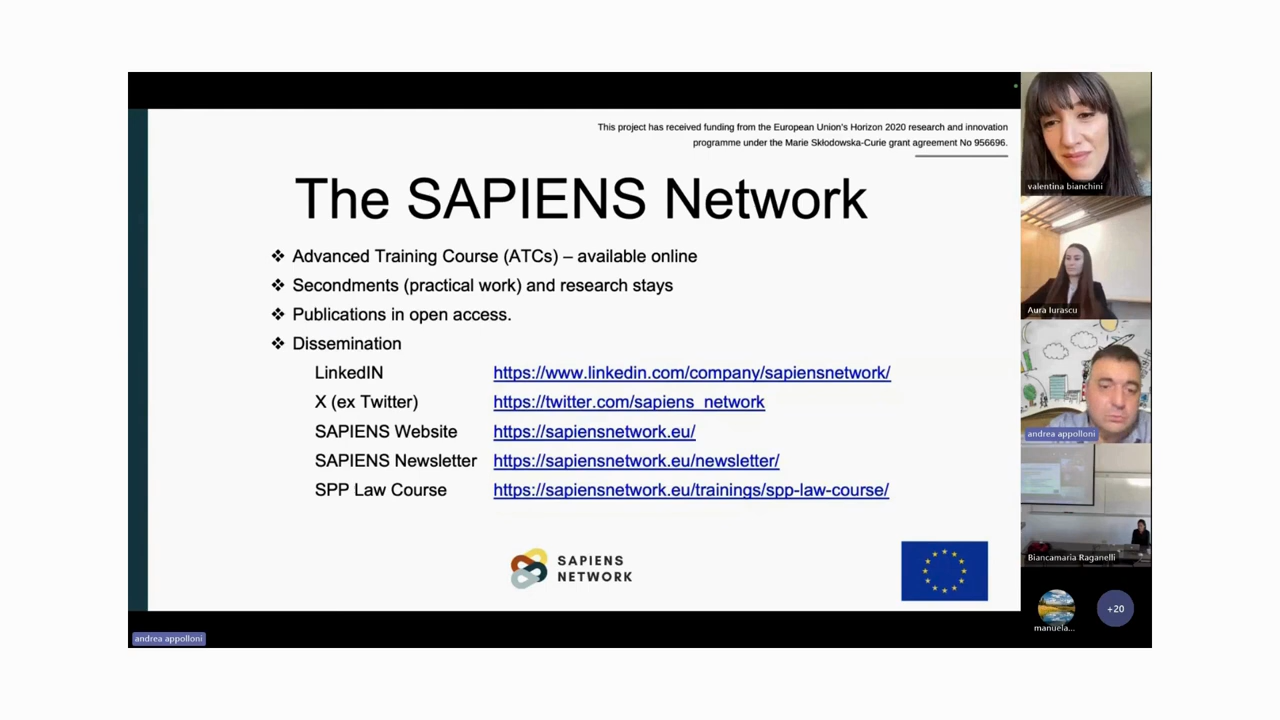 This project has received funding from the European Union's Horizon 2020 research and innovation
programme under the Marie Skłodowska-Curie grant agreement No 956696.
The SAPIENS Network
❖ Advanced Training Course (ATCs) – available online
❖ Secondments (practical work) and research stays
❖ Publications in open access.
❖ Dissemination
LinkedIN https://www.linkedin.com/company/sapiensnetwork/
X (ex Twitter) https://twitter.com/sapiens_network
SAPIENS Website https://sapiensnetwork.eu/
SAPIENS Newsletter https://sapiensnetwork.eu/newsletter/
SPP Law Course https://sapiensnetwork.eu/trainings/spp-law-course/
SAPIENS
NETWORK
andrea appolloni
valentina bianchini
Aura Iurascu
andrea appolloni
Biancamaria Raganelli
manuela...
+20